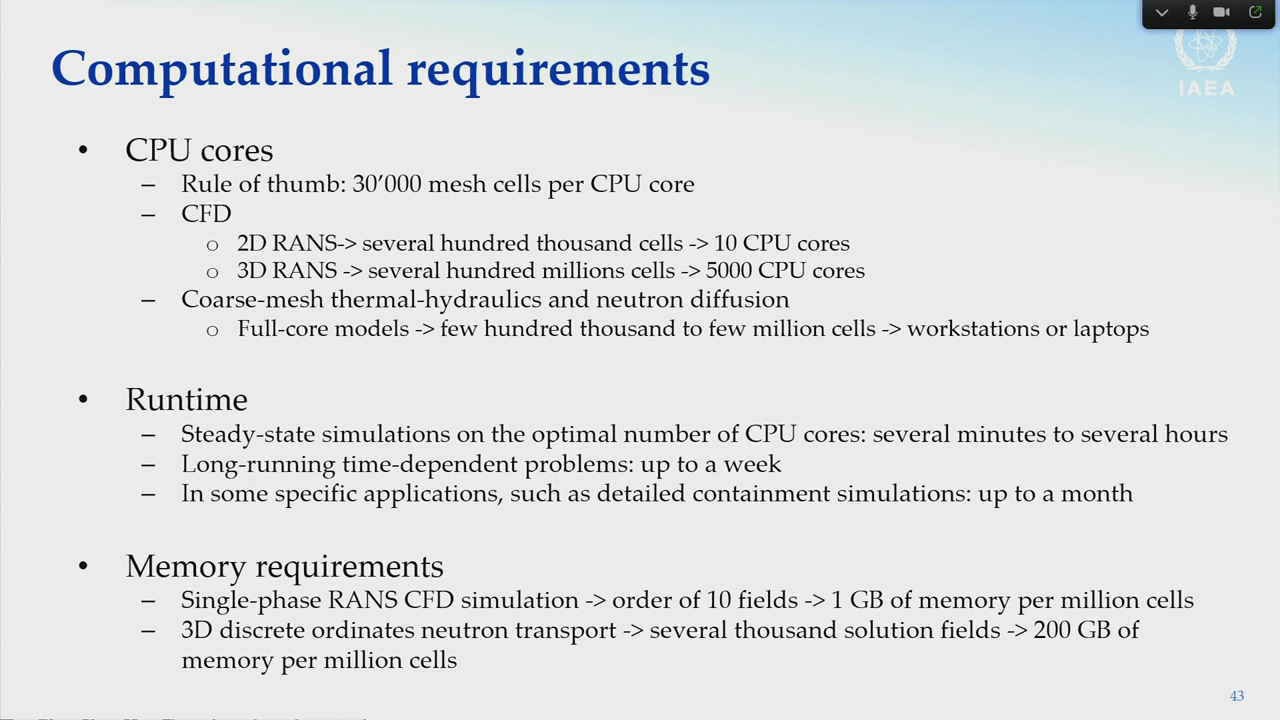 IAEA
Computational requirements
• CPU cores
– Rule of thumb: 30’000 mesh cells per CPU core
– CFD
o 2D RANS-> several hundred thousand cells -> 10 CPU cores
o 3D RANS -> several hundred millions cells -> 5000 CPU cores
– Coarse-mesh thermal-hydraulics and neutron diffusion
o Full-core models -> few hundred thousand to few million cells -> workstations or laptops
• Runtime
– Steady-state simulations on the optimal number of CPU cores: several minutes to several hours
– Long-running time-dependent problems: up to a week
– In some specific applications, such as detailed containment simulations: up to a month
• Memory requirements
– Single-phase RANS CFD simulation -> order of 10 fields -> 1 GB of memory per million cells
– 3D discrete ordinates neutron transport -> several thousand solution fields -> 200 GB of
memory per million cells
43